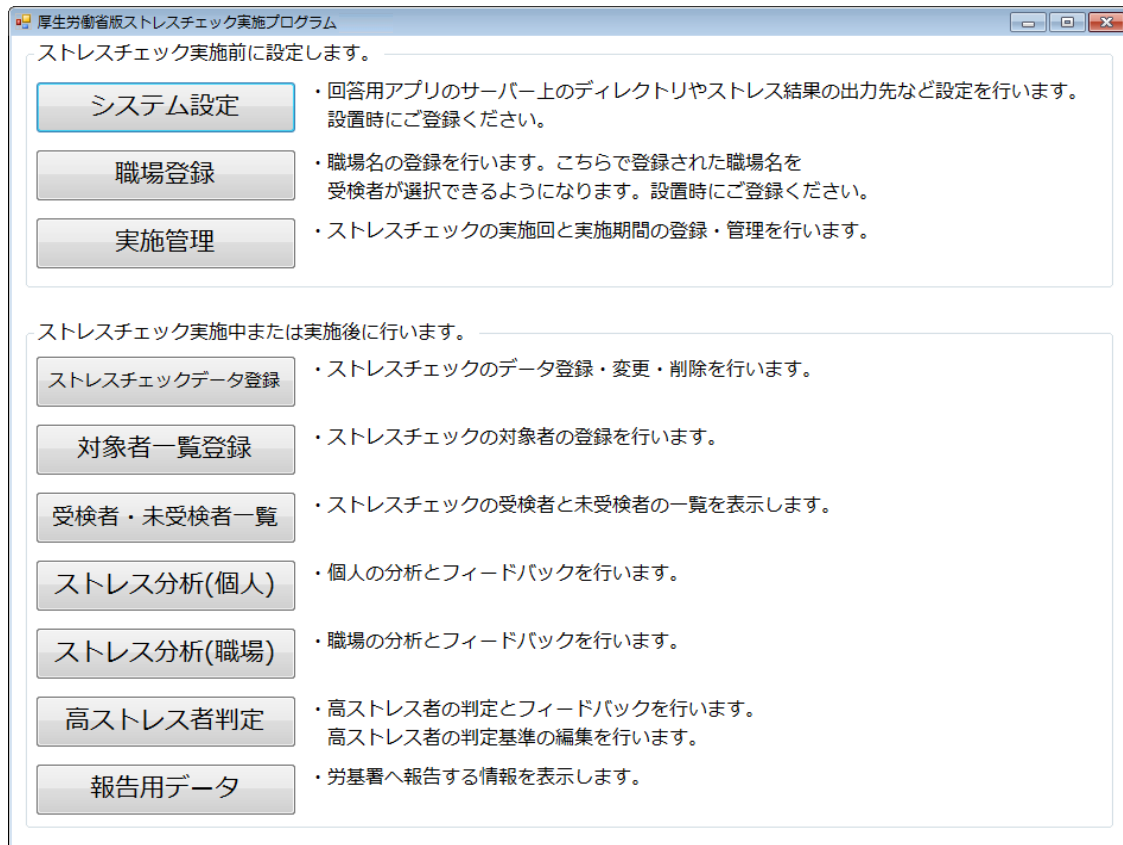 厚生労働省版ストレスチェック実施プログラム
ストレスチェック実施前に設定します。
システム設定
・回答用アプリのサーバー上のディレクトリやストレス結果の出力先など設定を行います。
設置時にご登録ください。
職場登録
・職場名の登録を行います。こちらで登録された職場名を
受検者が選択できるようになります。設置時にご登録ください。
実施管理
・ストレスチェックの実施回と実施期間の登録・管理を行います。
ストレスチェック実施中または実施後に行います。
ストレスチェックデータ登録
・ストレスチェックのデータ登録・変更・削除を行います。
対象者一覧登録
・ストレスチェックの対象者の登録を行います。
受検者・未受検者一覧
・ストレスチェックの受検者と未受検者の一覧を表示します。
ストレス分析(個人)
・個人の分析とフィードバックを行います。
ストレス分析(職場)
・職場の分析とフィードバックを行います。
高ストレス者判定
・高ストレス者の判定とフィードバックを行います。
高ストレス者の判定基準の編集を行います。
報告用データ
・労基署へ報告する情報を表示します。